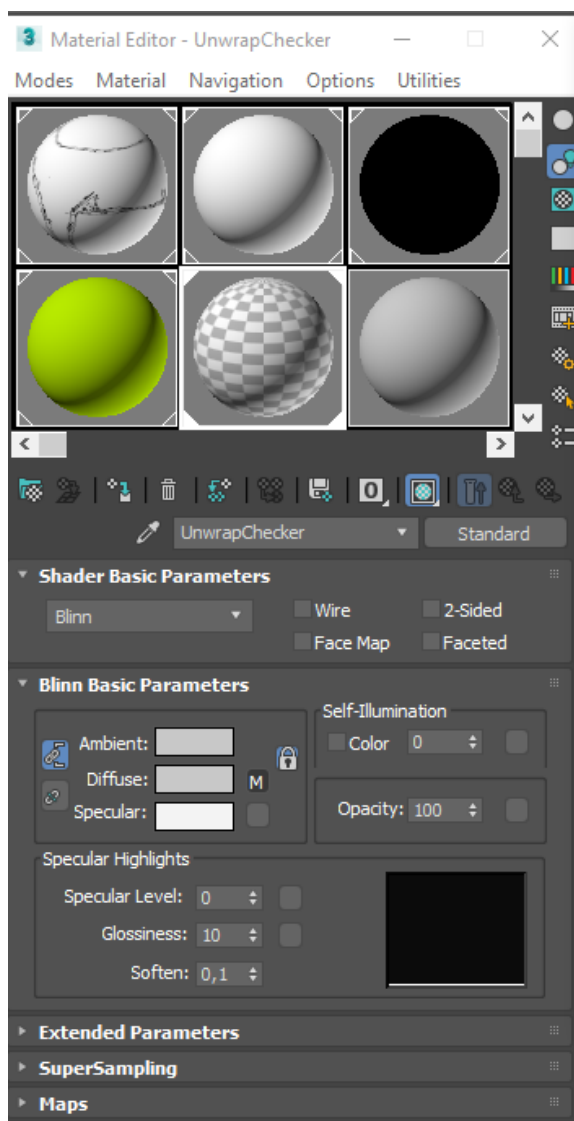 3 Material Editor - UnwrapChecker
Modes Material Navigation Options Utilities
0
UnwrapChecker Standard
Shader Basic Parameters
Blinn
Wire 2-Sided
Face Map Faceted
Blinn Basic Parameters
Self-Illumination
Ambient:
Color 0
Diffuse: M
Specular:
Opacity: 100
Specular Highlights
Specular Level: 0
Glossiness: 10
Soften: 0,1
Extended Parameters
SuperSampling
Maps